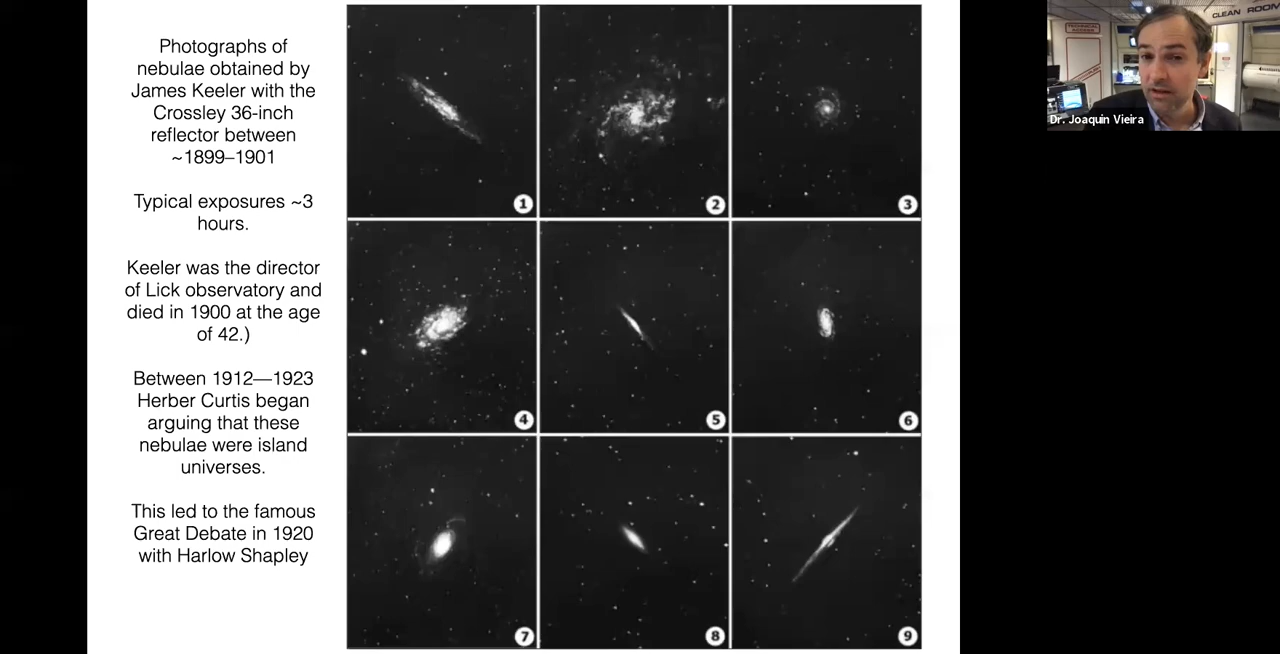 Photographs of
nebulae obtained by
James Keeler with the
Crossley 36-inch
reflector between
~1899–1901
Typical exposures ~3
hours.
Keeler was the director
of Lick observatory and
died in 1900 at the age
of 42.)
Between 1912—1923
Herber Curtis began
arguing that these
nebulae were island
universes.
This led to the famous
Great Debate in 1920
with Harlow Shapley
1
2
3
4
5
6
7
8
9
TECHNICAL
ACCESS
CLEAN ROOM
Dr. Joaquin Vieira